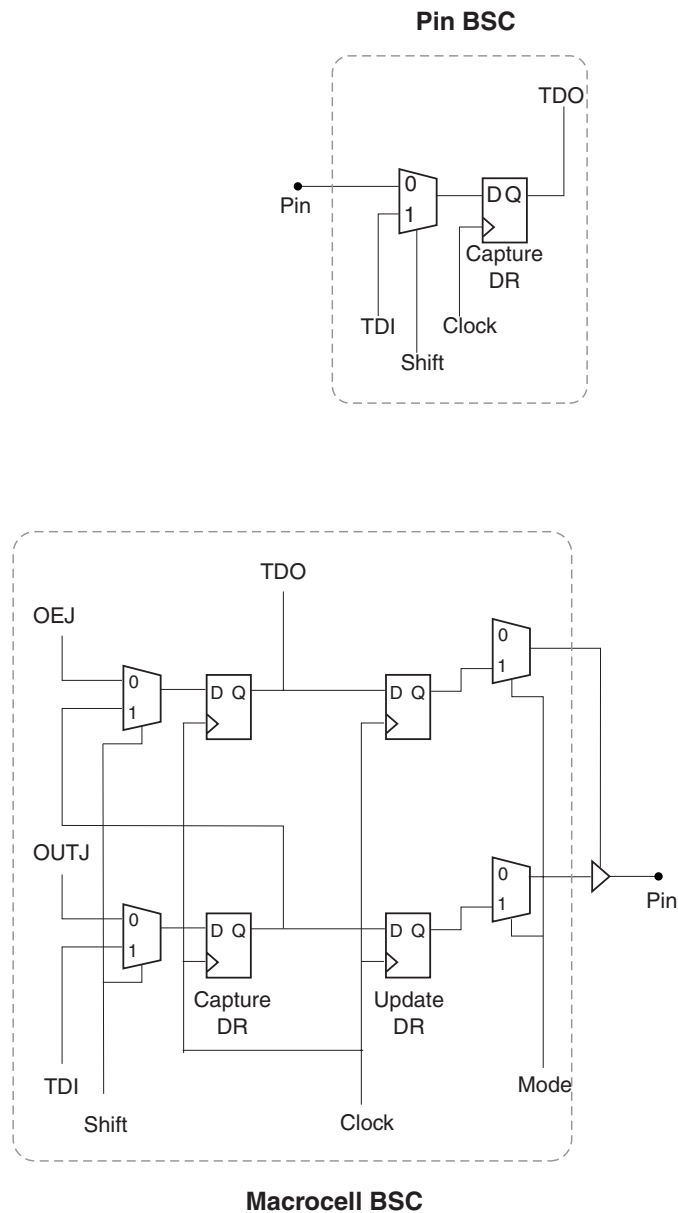 Pin BSC
TDO
0
Pin
1
D Q
Capture
DR
TDI
Clock
Shift
TDO
OEJ
0
1
D Q
D Q
0
1
OUTJ
0
1
D Q
D Q
0
1
Pin
Capture
DR
Update
DR
TDI
Shift
Clock
Mode
Macrocell BSC